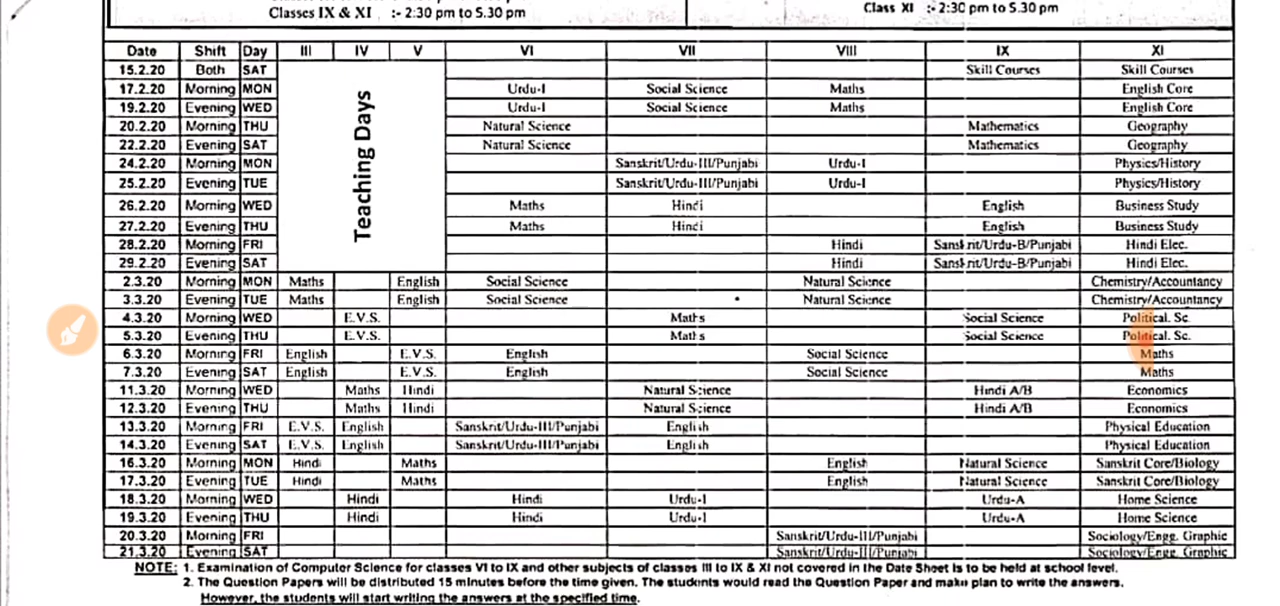 Classes IX & XI :- 2:30 pm to 5.30 pm
Class XI :- 2:30 pm to 5.30 pm
Date Shift Day III IV V VI VII VIII IX XI
15.2.20 Both SAT Skill Courses Skill Courses
17.2.20 Morning MON Urdu-I Social Science Maths English Core
19.2.20 Evening WED Urdu-I Social Science Maths English Core
20.2.20 Morning THU Natural Science Mathematics Geography
22.2.20 Evening SAT Natural Science Mathematics Geography
24.2.20 Morning MON Sanskrit/Urdu-III/Punjabi Urdu-I Physics/History
25.2.20 Evening TUE Sanskrit/Urdu-III/Punjabi Urdu-I Physics/History
26.2.20 Morning WED Maths Hindi English Business Study
27.2.20 Evening THU Maths Hindi English Business Study
28.2.20 Morning FRI Hindi Sanskrit/Urdu-B/Punjabi Hindi Elec.
29.2.20 Evening SAT Hindi Sanskrit/Urdu-B/Punjabi Hindi Elec.
Teaching Days
2.3.20 Morning MON Maths English Social Science Natural Science Chemistry/Accountancy
3.3.20 Evening TUE Maths English Social Science Natural Science Chemistry/Accountancy
4.3.20 Morning WED E.V.S. Maths Social Science Political. Sc.
5.3.20 Evening THU E.V.S. Maths Social Science Political. Sc.
6.3.20 Morning FRI English E.V.S. English Social Science Maths
7.3.20 Evening SAT English E.V.S. English Social Science Maths
11.3.20 Morning WED Maths Hindi Natural Science Hindi A/B Economics
12.3.20 Evening THU Maths Hindi Natural Science Hindi A/B Economics
13.3.20 Morning FRI E.V.S. English Sanskrit/Urdu-III/Punjabi English Physical Education
14.3.20 Evening SAT E.V.S. English Sanskrit/Urdu-III/Punjabi English Physical Education
16.3.20 Morning MON Hindi Maths English Natural Science Sanskrit Core/Biology
17.3.20 Evening TUE Hindi Maths English Natural Science Sanskrit Core/Biology
18.3.20 Morning WED Hindi Hindi Urdu-I Urdu-A Home Science
19.3.20 Evening THU Hindi Hindi Urdu-I Urdu-A Home Science
20.3.20 Morning FRI Sanskrit/Urdu-III/Punjabi Sociology/Engg. Graphic
21.3.20 Evening SAT Sanskrit/Urdu-III/Punjabi Sociology/Engg. Graphic
NOTE: 1. Examination of Computer Science for classes VI to IX and other subjects of classes III to IX & XI not covered in the Date Sheet is to be held at school level.
2. The Question Papers will be distributed 15 minutes before the time given. The students would read the Question Paper and make plan to write the answers.
However, the students will start writing the answers at the specified time.